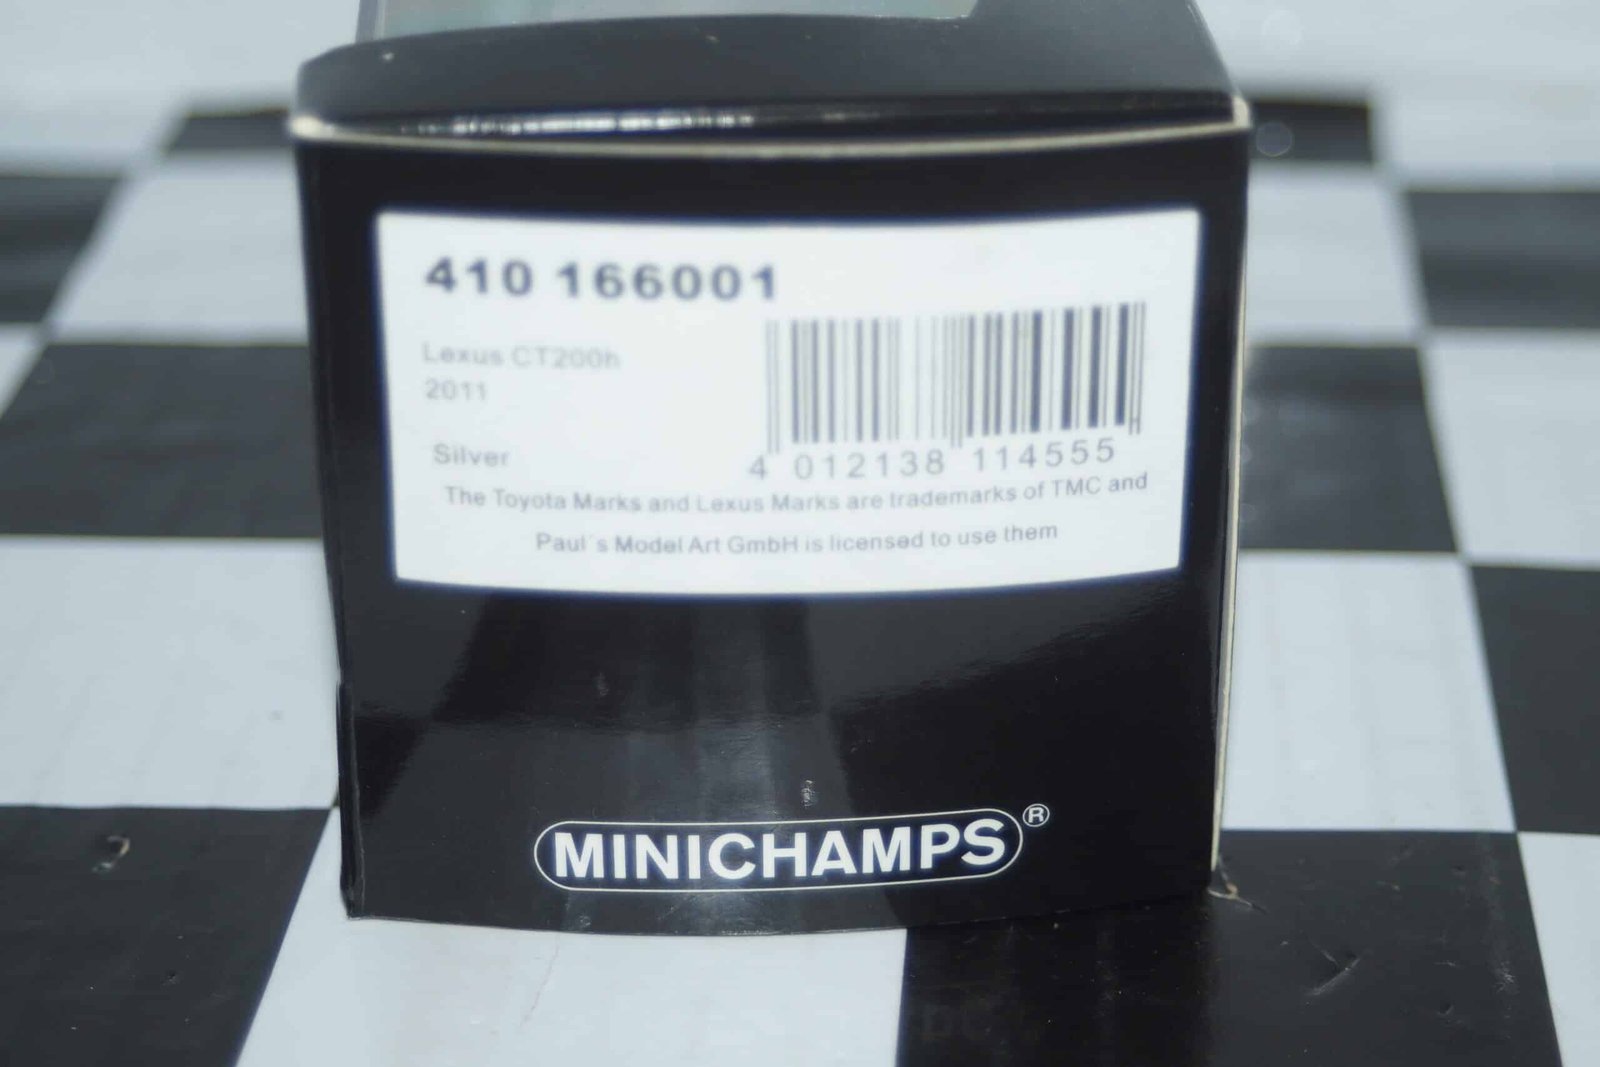 410 166001
Lexus CT200h
2011
Silver
4 012138 114555
The Toyota Marks and Lexus Marks are trademarks of TMC and
Paul´s Model Art GmbH is licensed to use them
MINICHAMPS®